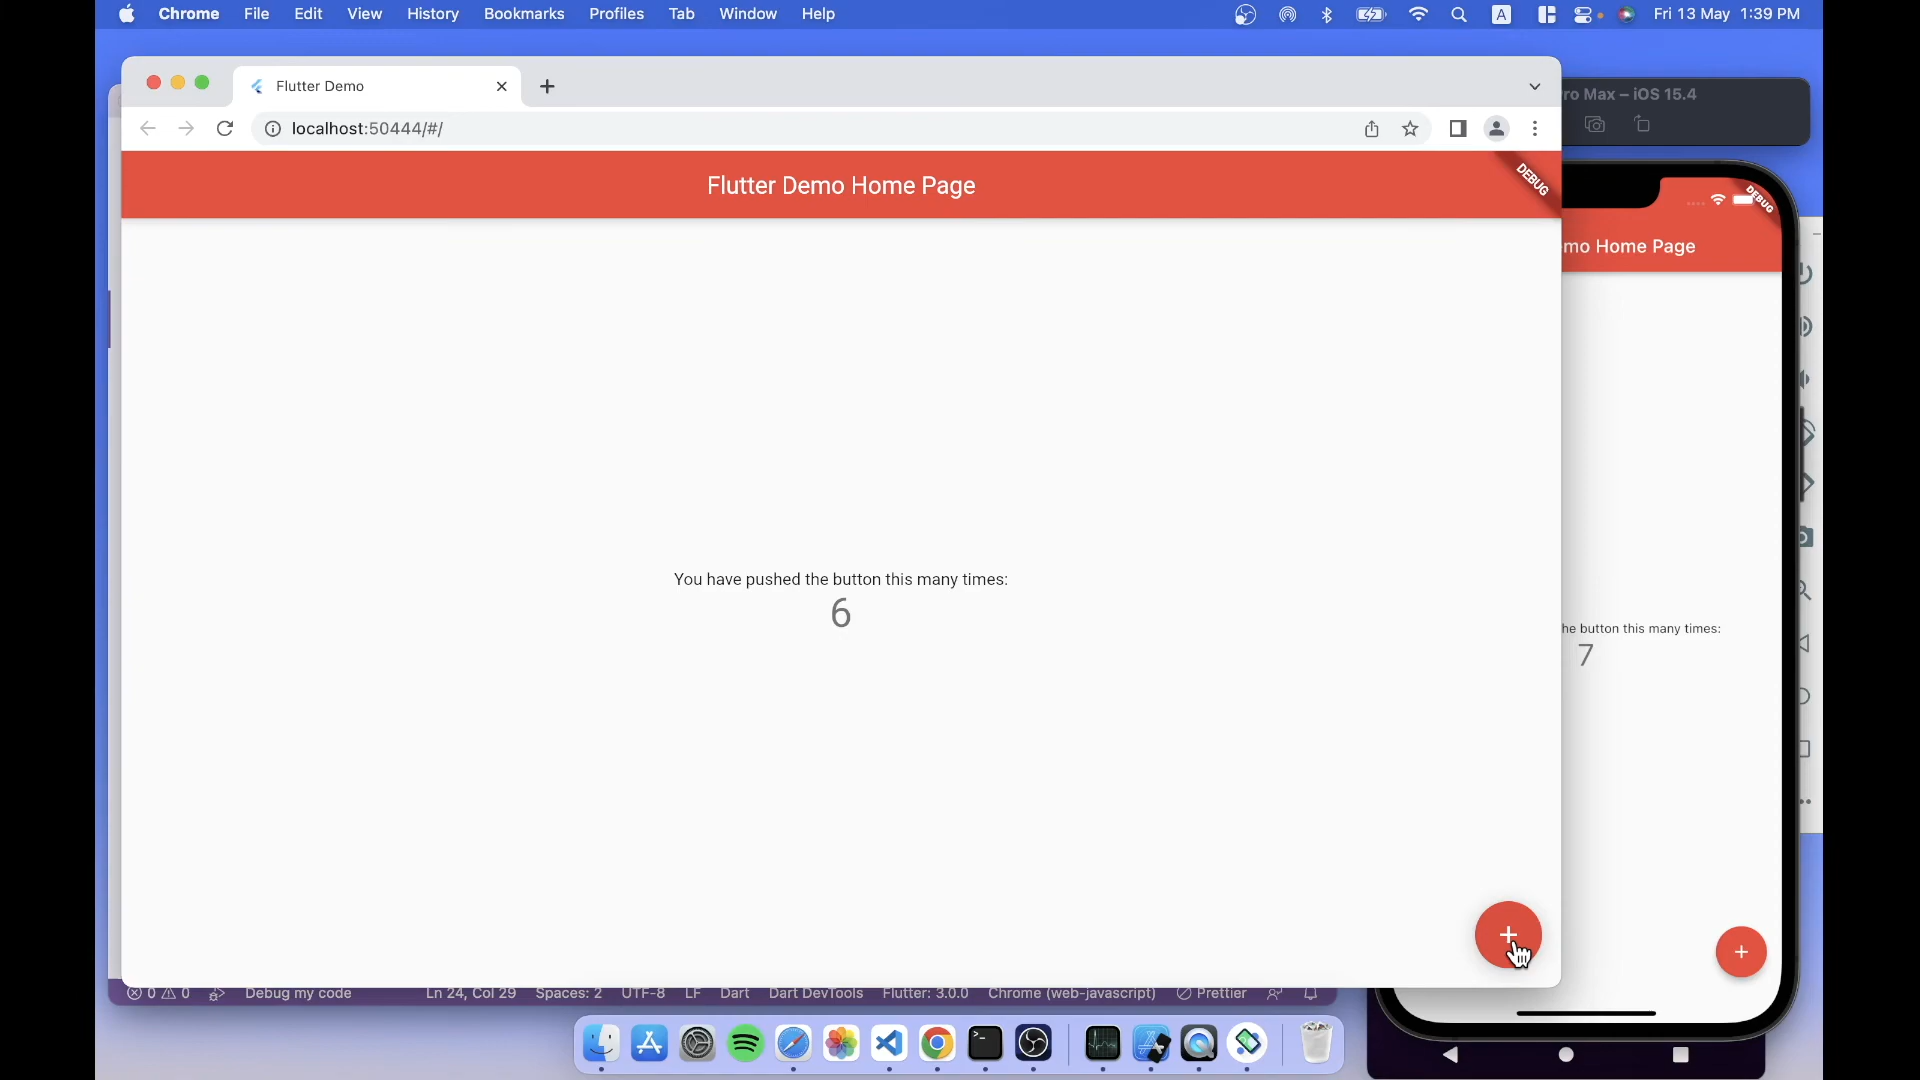 Chrome File Edit View History Bookmarks Profiles Tab Window Help
A
Fri 13 May 1:39 PM
Flutter Demo
localhost:50444/#/
ro Max – iOS 15.4
Flutter Demo Home Page
DEBUG
DEBUG
mo Home Page
You have pushed the button this many times:
6
he button this many times:
7
0 0 Debug my code Ln 24, Col 29 Spaces: 2 UTF-8 LF Dart Dart DevTools Flutter: 3.0.0 Chrome (web-javascript) Prettier